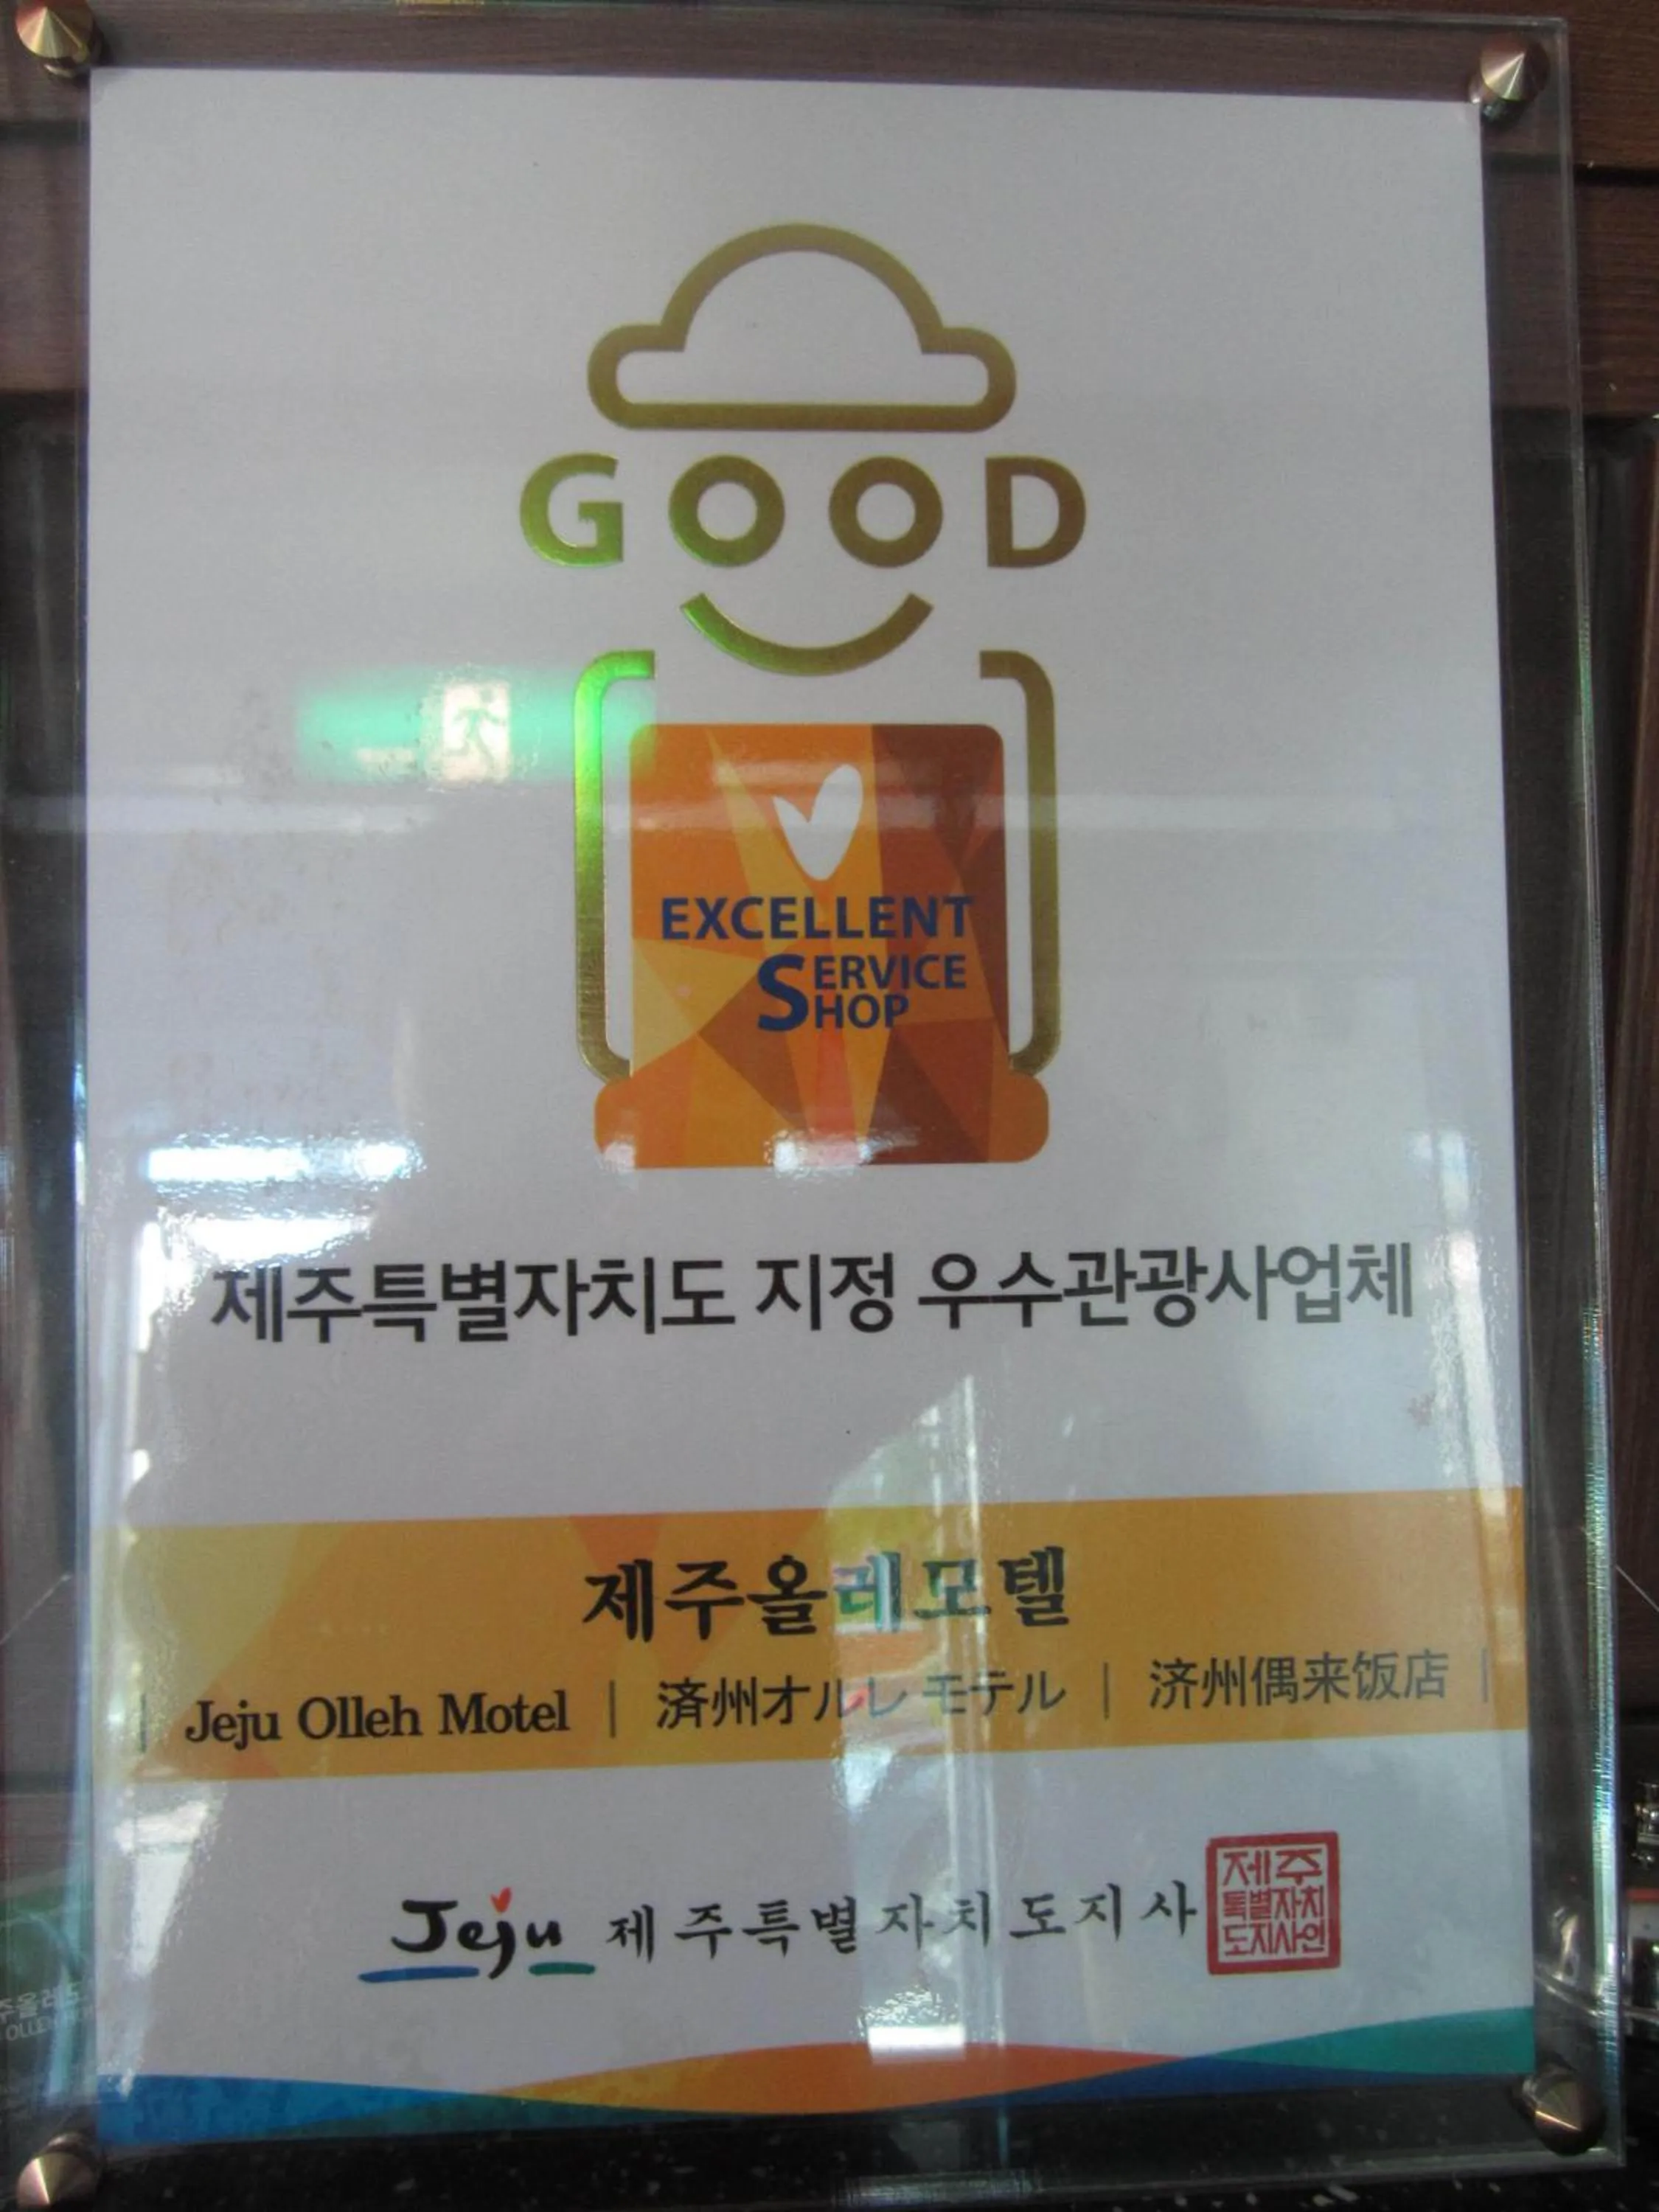 GOOD
EXCELLENT
SERVICE
SHOP
제주특별자치도 지정 우수관광사업체
제주올레모텔
| Jeju Olleh Motel | 済州オルレ モテル | 济州偶来饭店 |
Jeju 제주특별자치도지사
제주
특별자치
도지사인